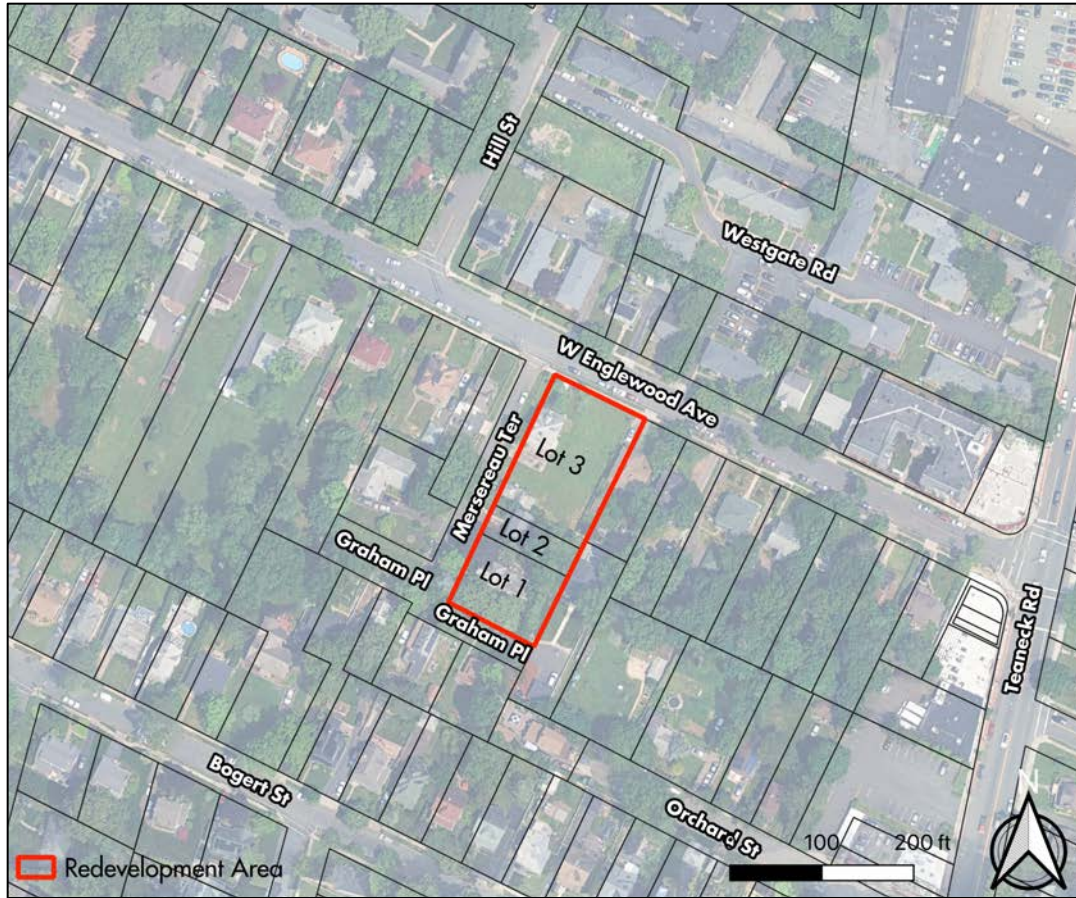 Hill St
Westgate Rd
W Englewood Ave
Lot 3
Mersereau Ter
Lot 2
Graham Pl
Lot 1
Graham Pl
Teaneck Rd
Bogert St
Orchard St
N
100 200 ft
Redevelopment Area